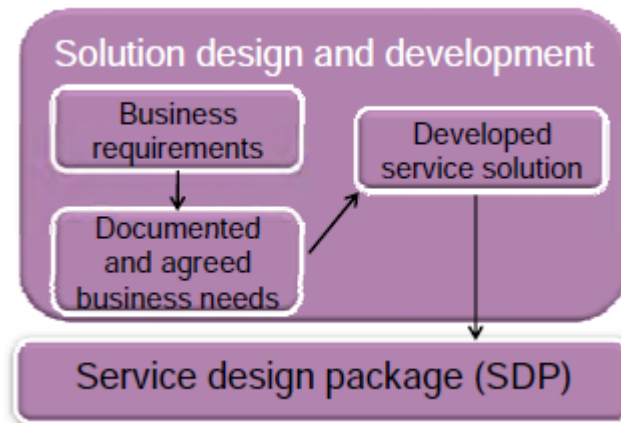 Solution design and development
Business
requirements
Developed
service solution
Documented
and agreed
business needs
Service design package (SDP)